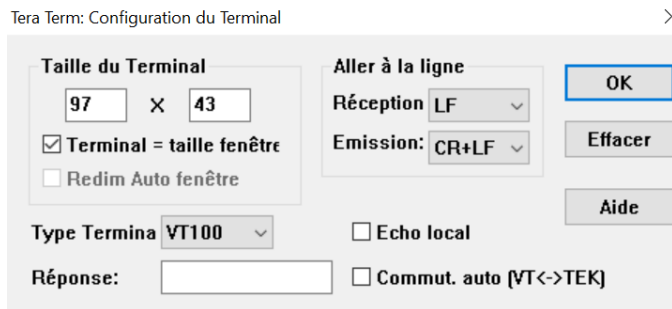 Tera Term: Configuration du Terminal
Taille du Terminal
97 X 43
Terminal = taille fenêtre
Redim Auto fenêtre
Aller à la ligne
Réception LF
Emission: CR+LF
OK
Effacer
Aide
Type Termina VT100
Echo local
Réponse:
Commut. auto (VT<->TEK)